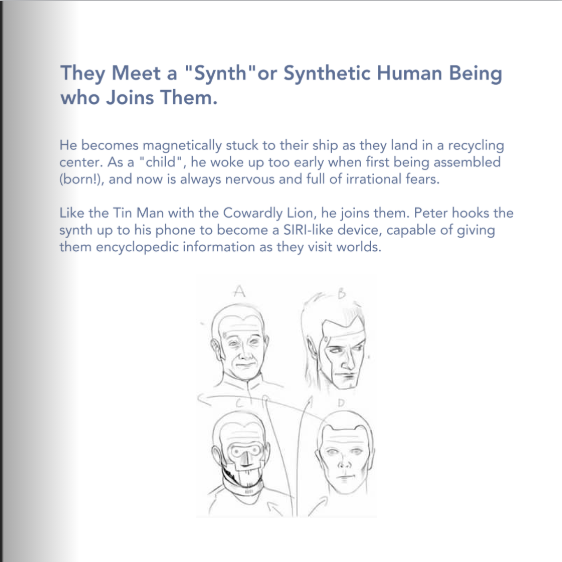 They Meet a "Synth"or Synthetic Human Being
who Joins Them.
He becomes magnetically stuck to their ship as they land in a recycling
center. As a "child", he woke up too early when first being assembled
(born!), and now is always nervous and full of irrational fears.
Like the Tin Man with the Cowardly Lion, he joins them. Peter hooks the
synth up to his phone to become a SIRI-like device, capable of giving
them encyclopedic information as they visit worlds.
A B
C D